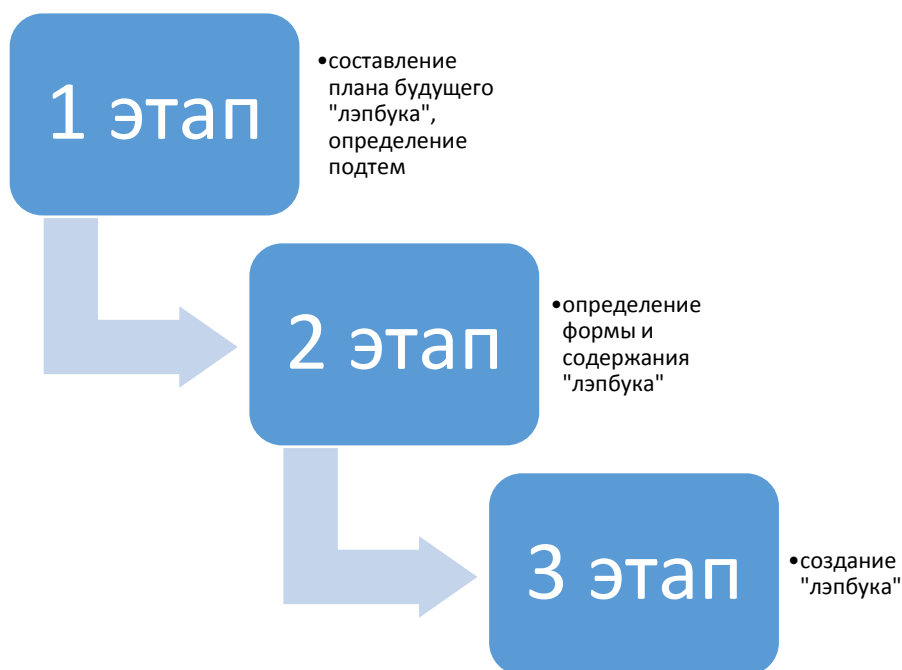 1 этап
•составление
плана будущего
"лэпбука",
определение
подтем
2 этап
•определение
формы и
содержания
"лэпбука"
3 этап
•создание
"лэпбука"